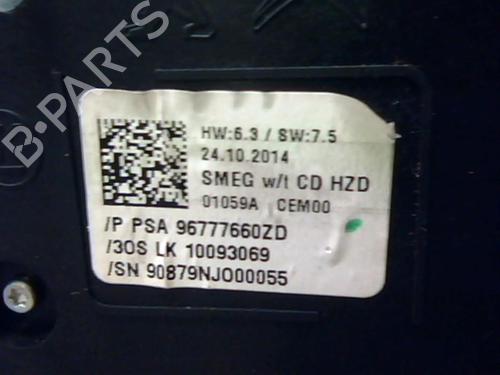 HW:6.3 / SW:7.5
24.10.2014
SMEG w/t CD HZD
01059A CEM00
/P PSA 96777660ZD
/3OS LK 10093069
/SN 90879NJO00055
B-PARTS